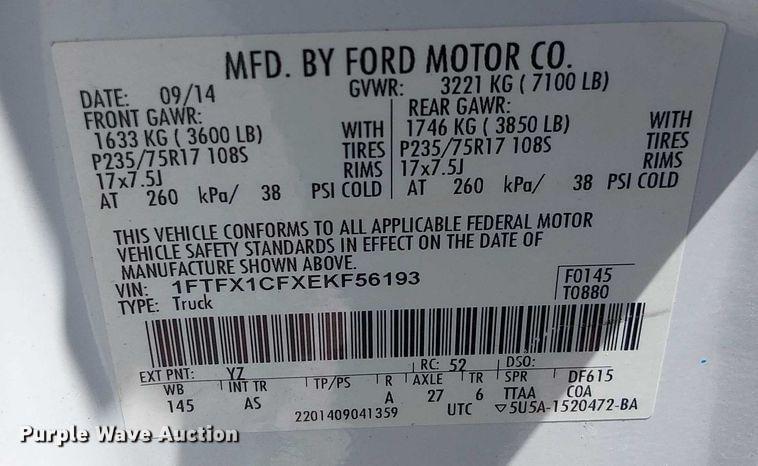 MFD. BY FORD MOTOR CO.
DATE: 09/14 GVWR: 3221 KG ( 7100 LB)
FRONT GAWR: REAR GAWR:
1633 KG ( 3600 LB) WITH 1746 KG ( 3850 LB) WITH
P235/75R17 108S TIRES P235/75R17 108S TIRES
17x7.5J RIMS 17x7.5J RIMS
AT 260 kPa/ 38 PSI COLD AT 260 kPa/ 38 PSI COLD
THIS VEHICLE CONFORMS TO ALL APPLICABLE FEDERAL MOTOR
VEHICLE SAFETY STANDARDS IN EFFECT ON THE DATE OF
MANUFACTURE SHOWN ABOVE.
VIN: 1FTFX1CFXEKF56193 F0145
TYPE: Truck T0880
EXT PNT: YZ RC: 52 DSO:
WB INT TR TP/PS R AXLE TR SPR DF615
145 AS A 27 6 TTAA COA
2201409041359 UTC ▽5U5A-1520472-BA
Purple Wave Auction